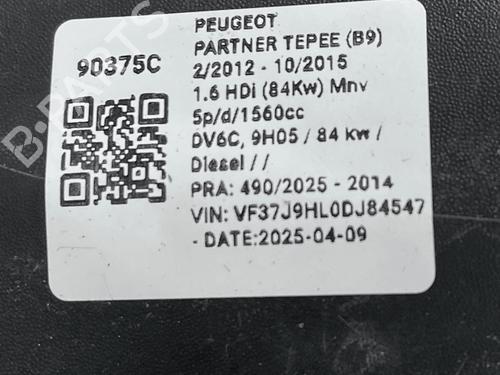 PEUGEOT
PARTNER TEPEE (B9)
90375C
2/2012 - 10/2015
1.6 HDi (84Kw) Mnv
5p/d/1560cc
DV6C, 9H05 / 84 kw /
Diesel / /
PRA: 490/2025 - 2014
VIN: VF37J9HL0DJ84547
- DATE:2025-04-09
B-PARTS